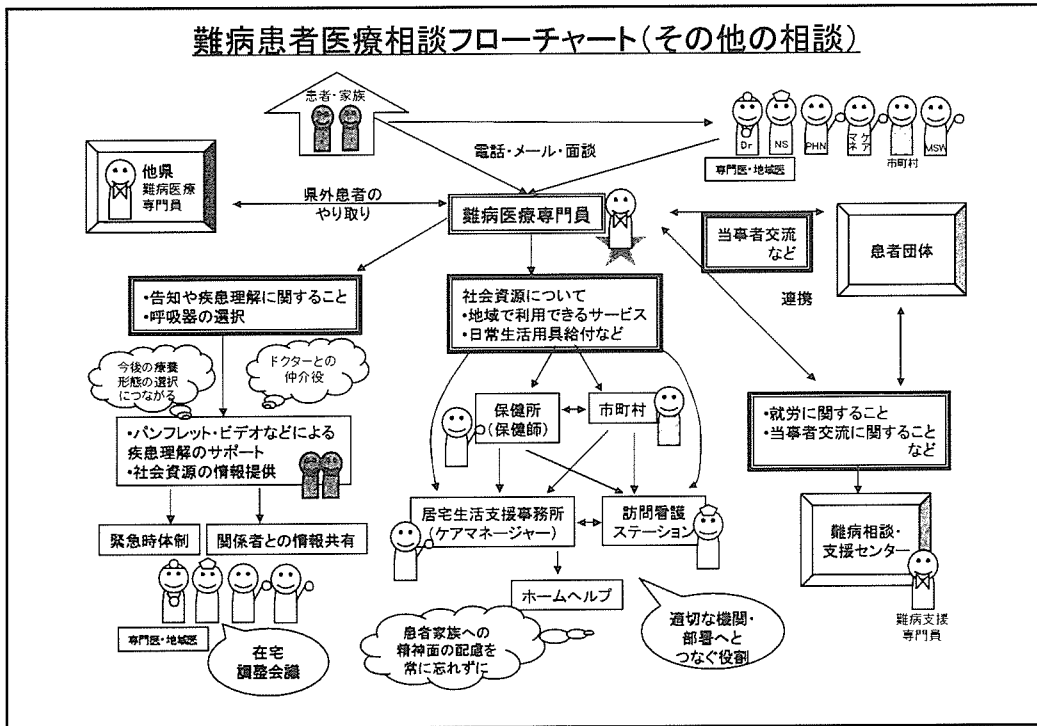 難病患者医療相談フローチャート(その他の相談)
患者・家族
Dr
NS
PHN
ケア
マネ
市町村
MSW
専門医・地域医
電話・メール・面談
他県
難病医療
専門員
県外患者の
やり取り
難病医療専門員
当事者交流
など
患者団体
連携
・告知や疾患理解に関すること
・呼吸器の選択
社会資源について
・地域で利用できるサービス
・日常生活用具給付など
今後の療養
形態の選択
につながる
ドクターとの
仲介役
保健所
(保健師)
市町村
・就労に関すること
・当事者交流に関すること
など
・パンフレット・ビデオなどによる
疾患理解のサポート
・社会資源の情報提供
居宅生活支援事務所
(ケアマネージャー)
訪問看護
ステーション
難病相談・
支援センター
難病支援
専門員
緊急時体制
関係者との情報共有
ホームヘルプ
専門医・地域医
在宅
調整会議
患者家族への
精神面の配慮を
常に忘れずに
適切な機関・
部署へと
つなぐ役割